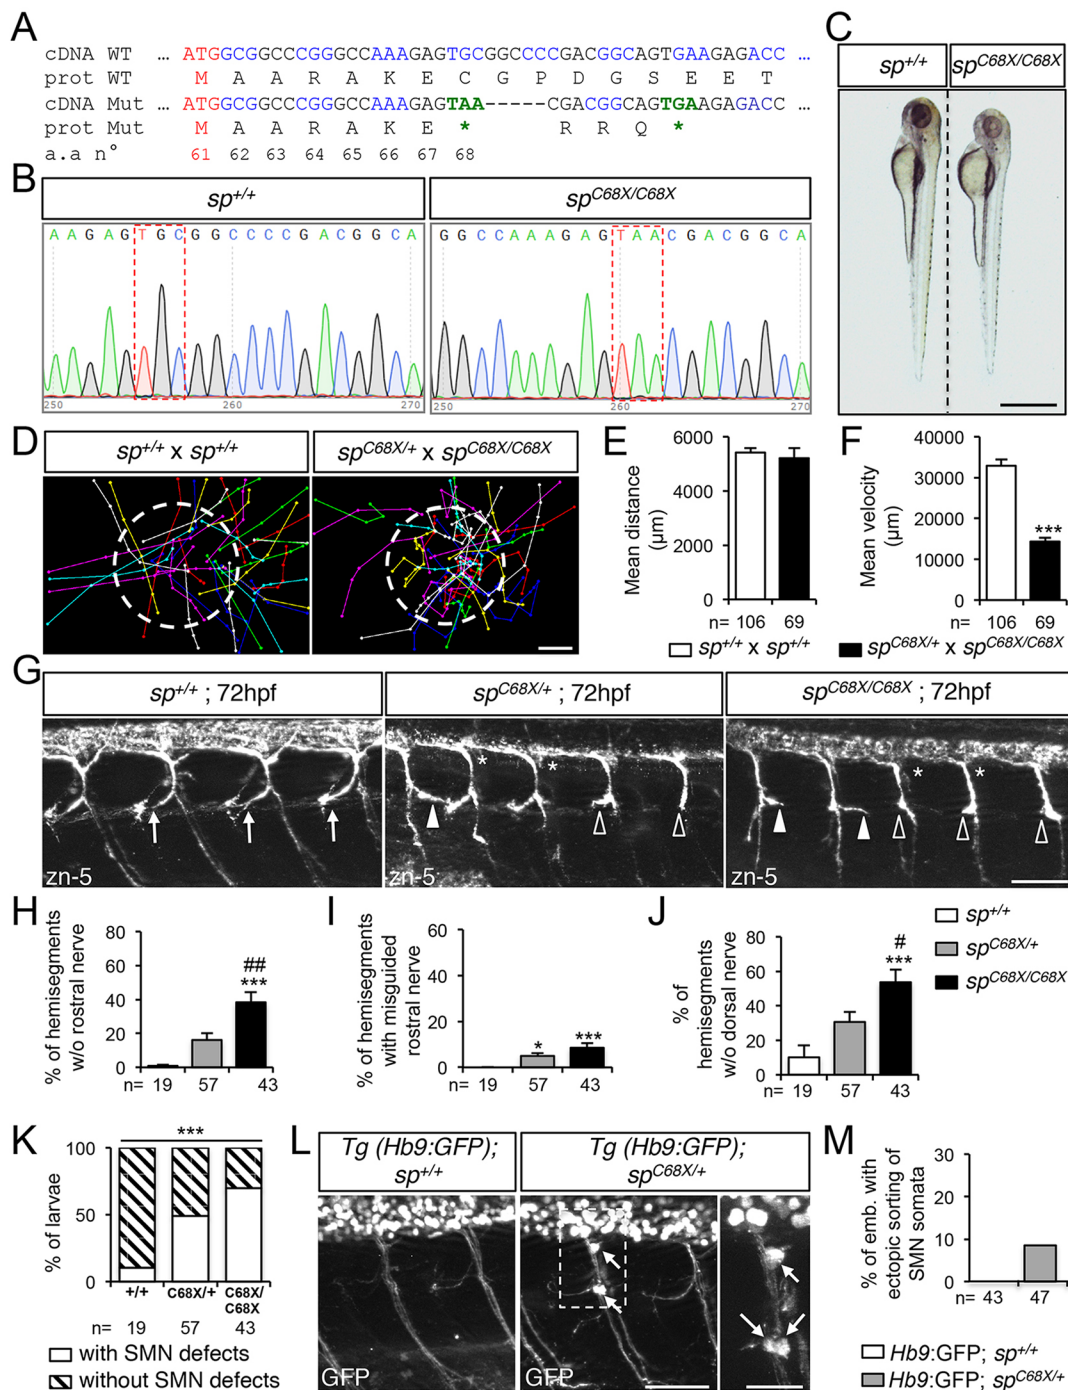 A
cDNA WT ... ATGGCGGCCCGGGCCAAAGAGTGCGGCCCCGACGGCAGTGAAGAGACC ...
prot WT M A A R A K E C G P D G S E E T
cDNA Mut ... ATGGCGGCCCGGGCCAAAGAGTAA-----CGACGGCAGTGAAGAGACC ...
prot Mut M A A R A K E * R R Q *
a.a n° 61 62 63 64 65 66 67 68
B
sp+/+
spC68X/C68X
A A G A G T G C G G C C C C G A C G G C A
G G C C A A A G A G T A A C G A C G G C A
250 260 270
250 260 270
C
sp+/+ spC68X/C68X
D
sp+/+ x sp+/+
spC68X/+ x spC68X/C68X
E
Mean distance (µm)
6000
4000
2000
0
n= 106 69
F
Mean velocity (µm)
40000
30000
20000
10000
0
***
n= 106 69
sp+/+ x sp+/+
spC68X/+ x spC68X/C68X
G
sp+/+ ; 72hpf
spC68X/+ ; 72hpf
spC68X/C68X ; 72hpf
* *
* *
zn-5
zn-5
zn-5
H
% of hemisegments w/o rostral nerve
80
60
40
20
0
##
***
n= 19 57 43
I
% of hemisegments with misguided rostral nerve
60
40
20
0
*
***
n= 19 57 43
J
% of hemisegments w/o dorsal nerve
80
60
40
20
0
#
***
n= 19 57 43
sp+/+
spC68X/+
spC68X/C68X
K
% of larvae
100
50
0
***
+/+ C68X/+ C68X/C68X
n= 19 57 43
with SMN defects
without SMN defects
L
Tg (Hb9:GFP); sp+/+
Tg (Hb9:GFP); spC68X/+
GFP
GFP
M
% of emb. with ectopic sorting of SMN somata
30
20
10
0
n= 43 47
Hb9:GFP; sp+/+
Hb9:GFP; spC68X/+